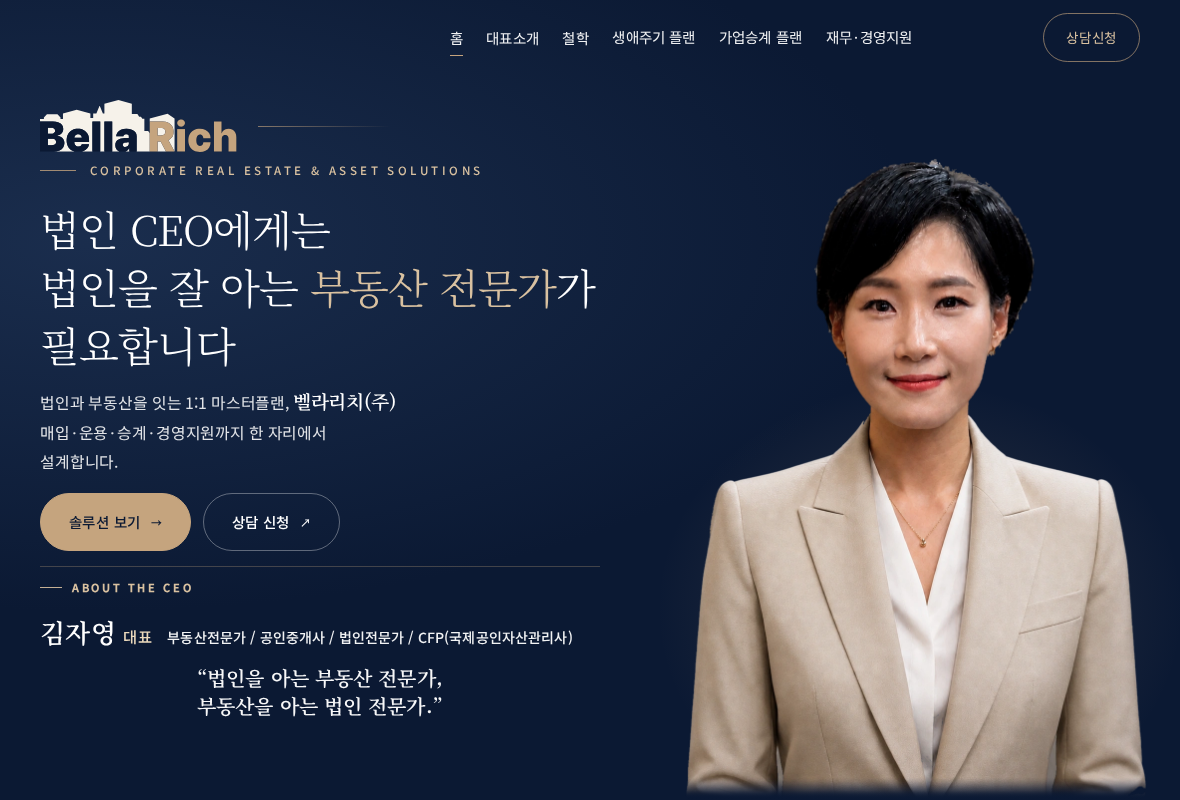 홈 대표소개 철학 생애주기 플랜 가업승계 플랜 재무·경영지원 상담신청
Bella Rich
CORPORATE REAL ESTATE & ASSET SOLUTIONS
법인 CEO에게는
법인을 잘 아는 부동산 전문가가
필요합니다
법인과 부동산을 잇는 1:1 마스터플랜, 벨라리치(주)
매입·운용·승계·경영지원까지 한 자리에서
설계합니다.
솔루션 보기 → 상담 신청 ↗
ABOUT THE CEO
김자영 대표 부동산전문가 / 공인중개사 / 법인전문가 / CFP(국제공인자산관리사)
“법인을 아는 부동산 전문가,
부동산을 아는 법인 전문가.”